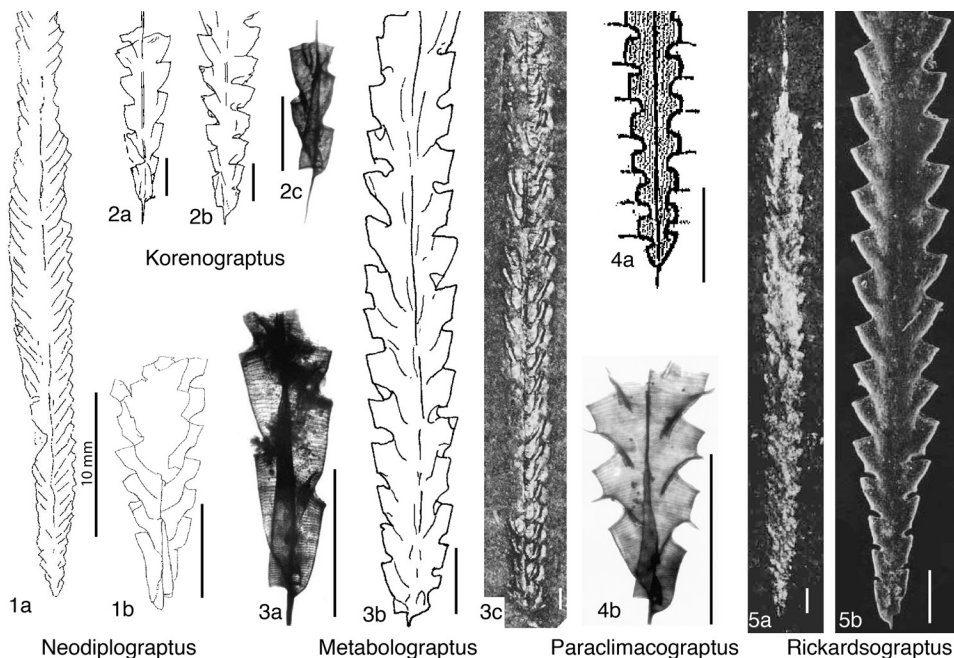 2a
2b
2c
Korenograptus
4a
10 mm
1a
1b
3a
3b
3c
4b
5a
5b
Neodiplograptus
Metabolograptus
Paraclimacograptus
Rickardsograptus